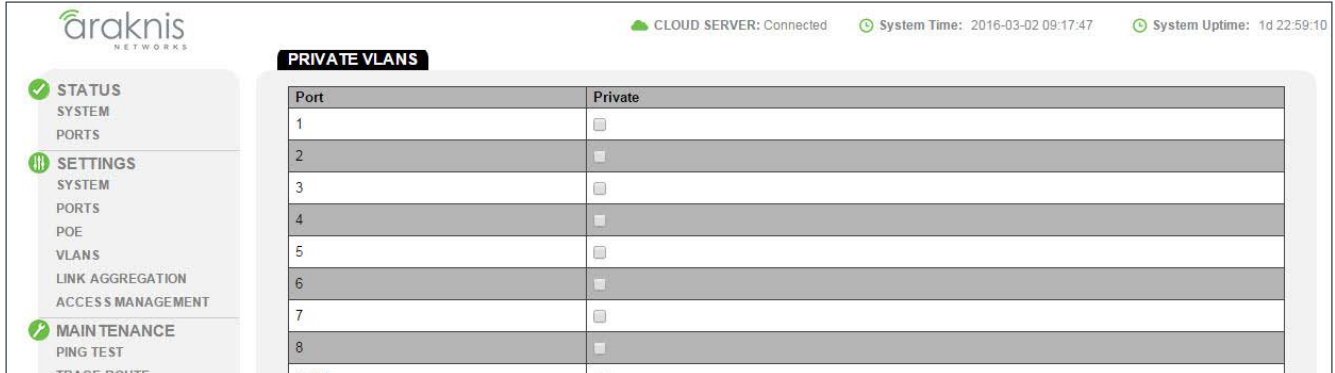 araknis
NETWORKS
CLOUD SERVER: Connected
System Time: 2016-03-02 09:17:47
System Uptime: 1d 22:59:10
PRIVATE VLANS
STATUS
SYSTEM
PORTS
SETTINGS
SYSTEM
PORTS
POE
VLANS
LINK AGGREGATION
ACCESS MANAGEMENT
MAINTENANCE
PING TEST
TRACE ROUTE
Port Private
1
2
3
4
5
6
7
8